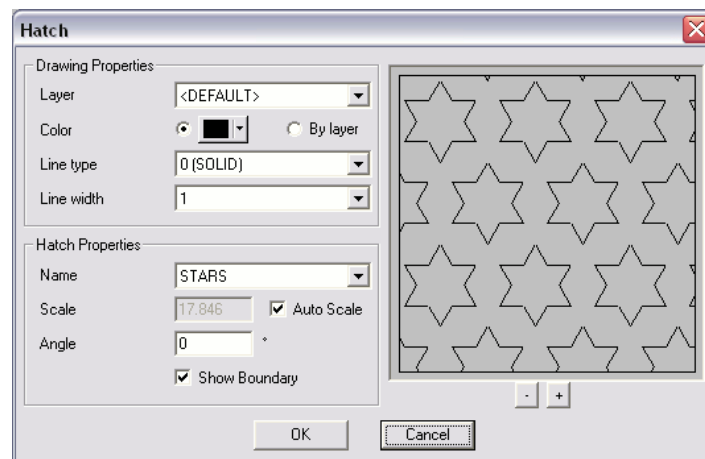 Hatch
Drawing Properties
Layer <DEFAULT>
Color By layer
Line type 0 (SOLID)
Line width 1
Hatch Properties
Name STARS
Scale 17.846 Auto Scale
Angle 0 °
Show Boundary
- +
OK Cancel